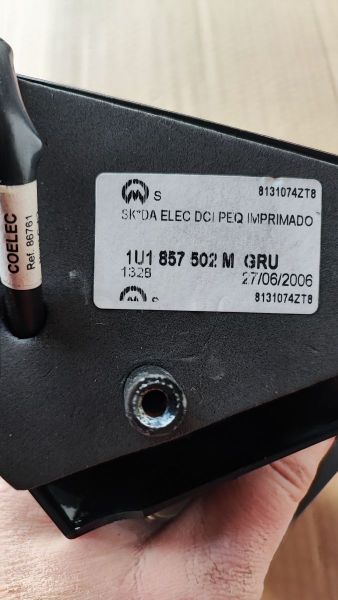 S 8131074ZT8
SK*DA ELEC DCI PEQ IMPRIMADO
1U1 857 502 M GRU
1328 27/06/2006
S 8131074ZT8
COELEC
Ref. 86761